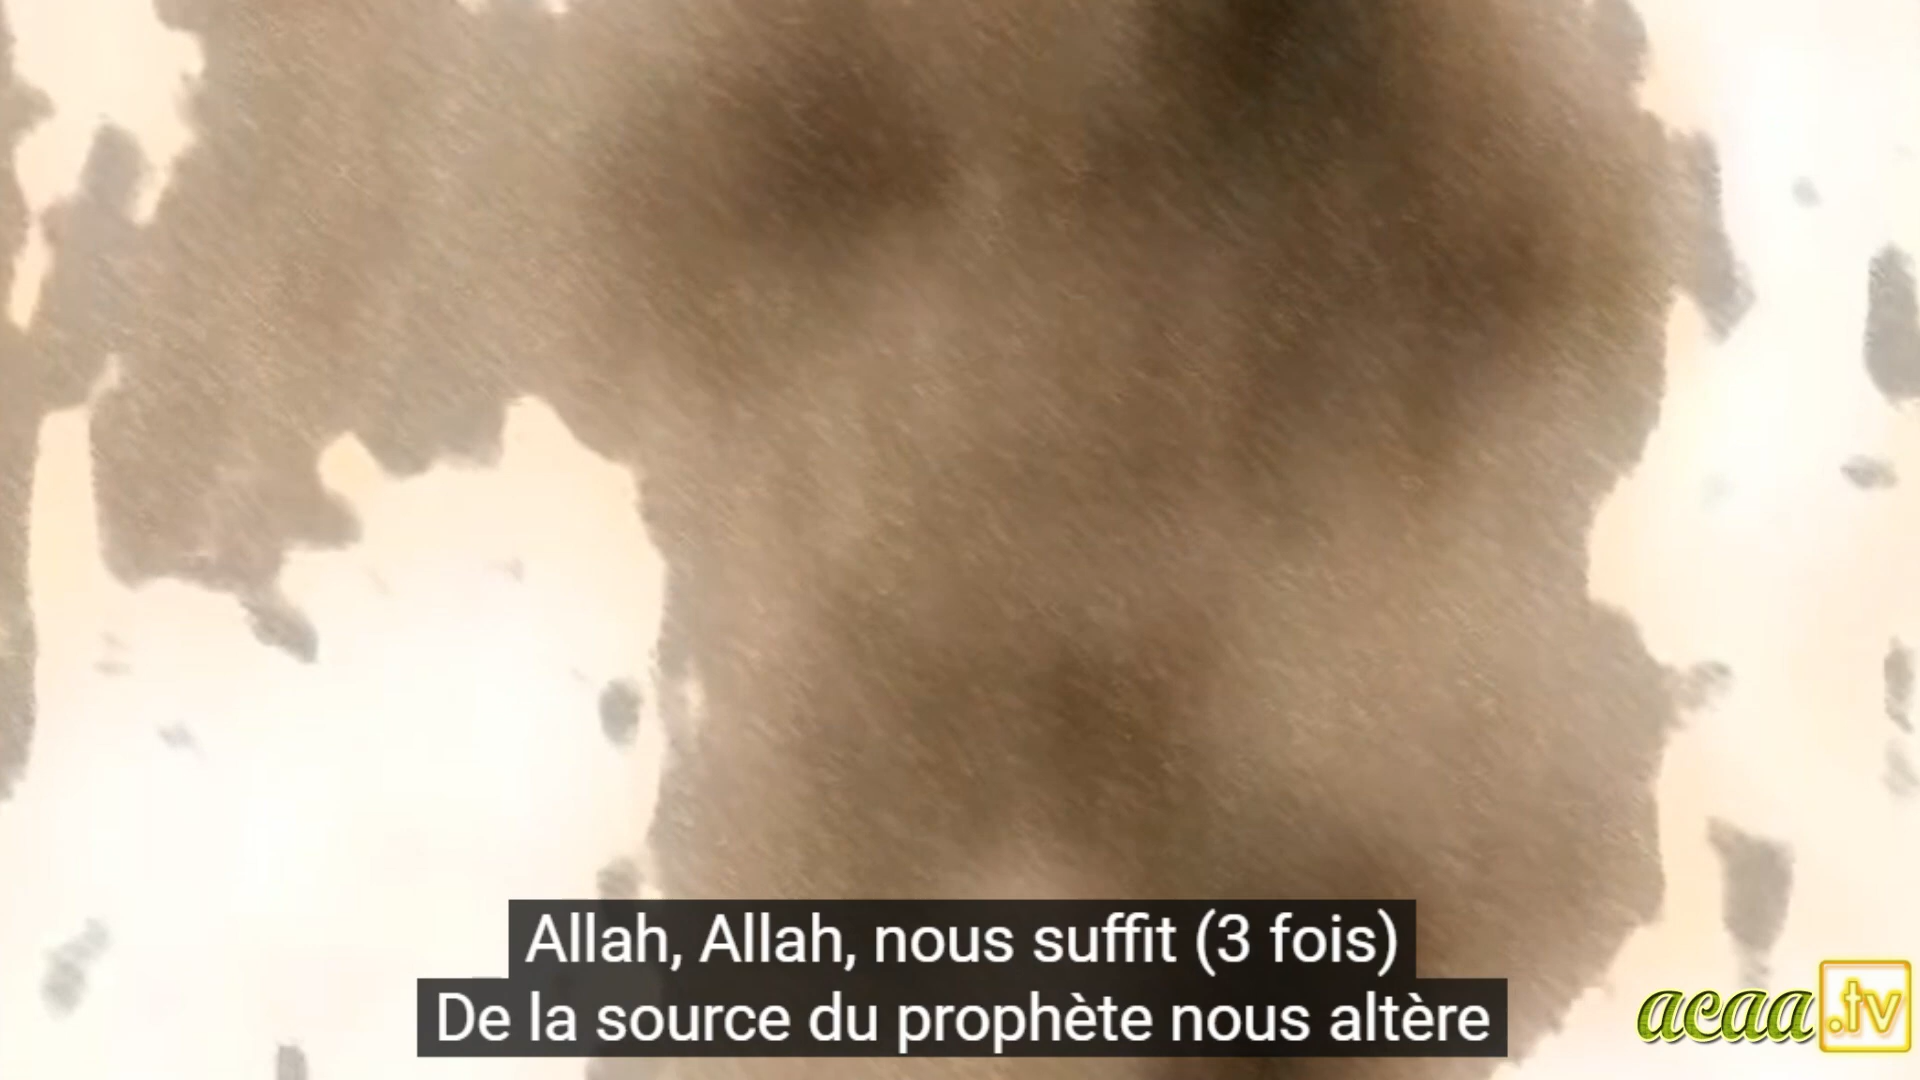 Allah, Allah, nous suffit (3 fois)
De la source du prophète nous altère
acaa.tv